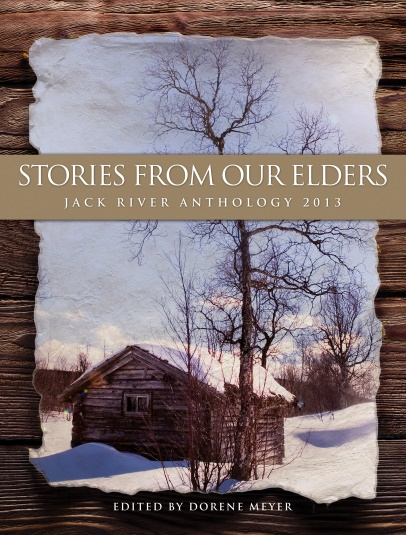 STORIES FROM OUR ELDERS
JACK RIVER ANTHOLOGY 2013
EDITED BY DORENE MEYER